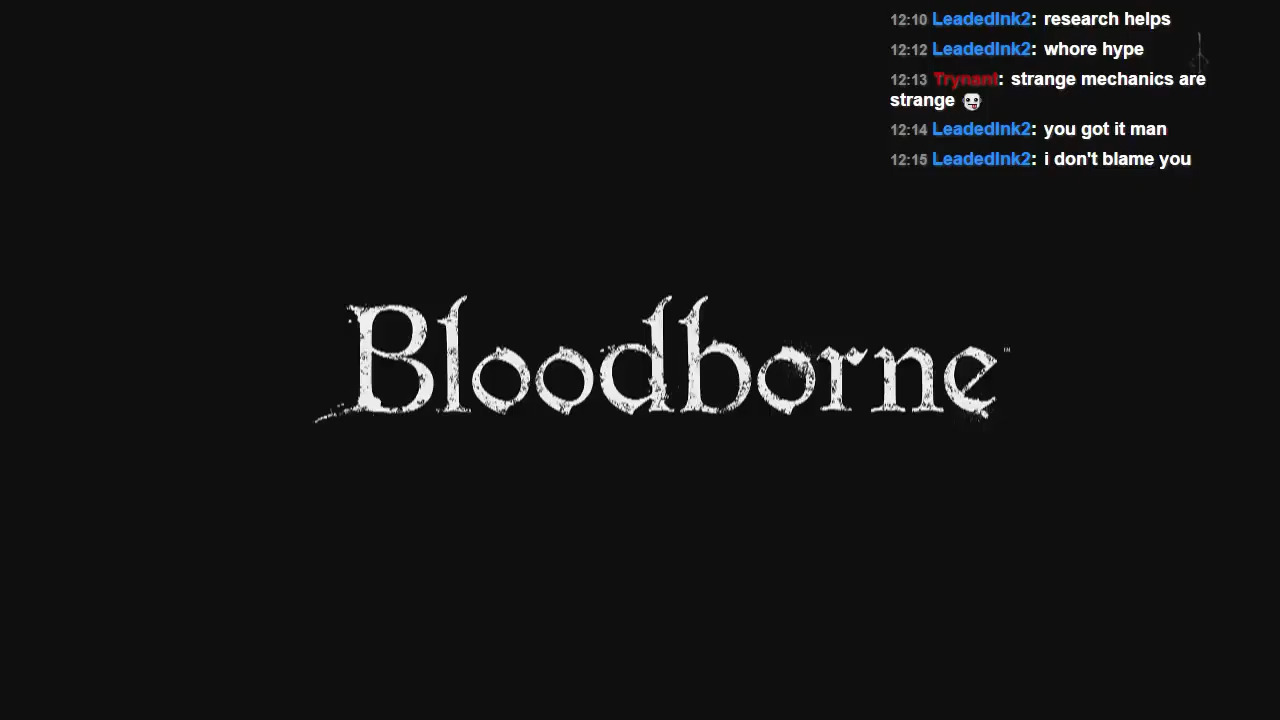 12:10 LeadedInk2: research helps
12:12 LeadedInk2: whore hype
12:13 Trynant: strange mechanics are
strange
12:14 LeadedInk2: you got it man
12:15 LeadedInk2: i don't blame you
Bloodborne™